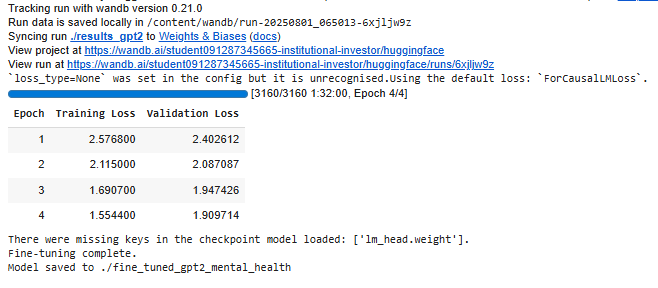 Tracking run with wandb version 0.21.0
Run data is saved locally in /content/wandb/run-20250801_065013-6xjljw9z
Syncing run ./results_gpt2 to Weights & Biases (docs)
View project at https://wandb.ai/student091287345665-institutional-investor/huggingface
View run at https://wandb.ai/student091287345665-institutional-investor/huggingface/runs/6xjljw9z
`loss_type=None` was set in the config but it is unrecognised.Using the default loss: `ForCausalLMLoss`.
[3160/3160 1:32:00, Epoch 4/4]
Epoch Training Loss Validation Loss
1 2.576800 2.402612
2 2.115000 2.087087
3 1.690700 1.947426
4 1.554400 1.909714
There were missing keys in the checkpoint model loaded: ['lm_head.weight'].
Fine-tuning complete.
Model saved to ./fine_tuned_gpt2_mental_health